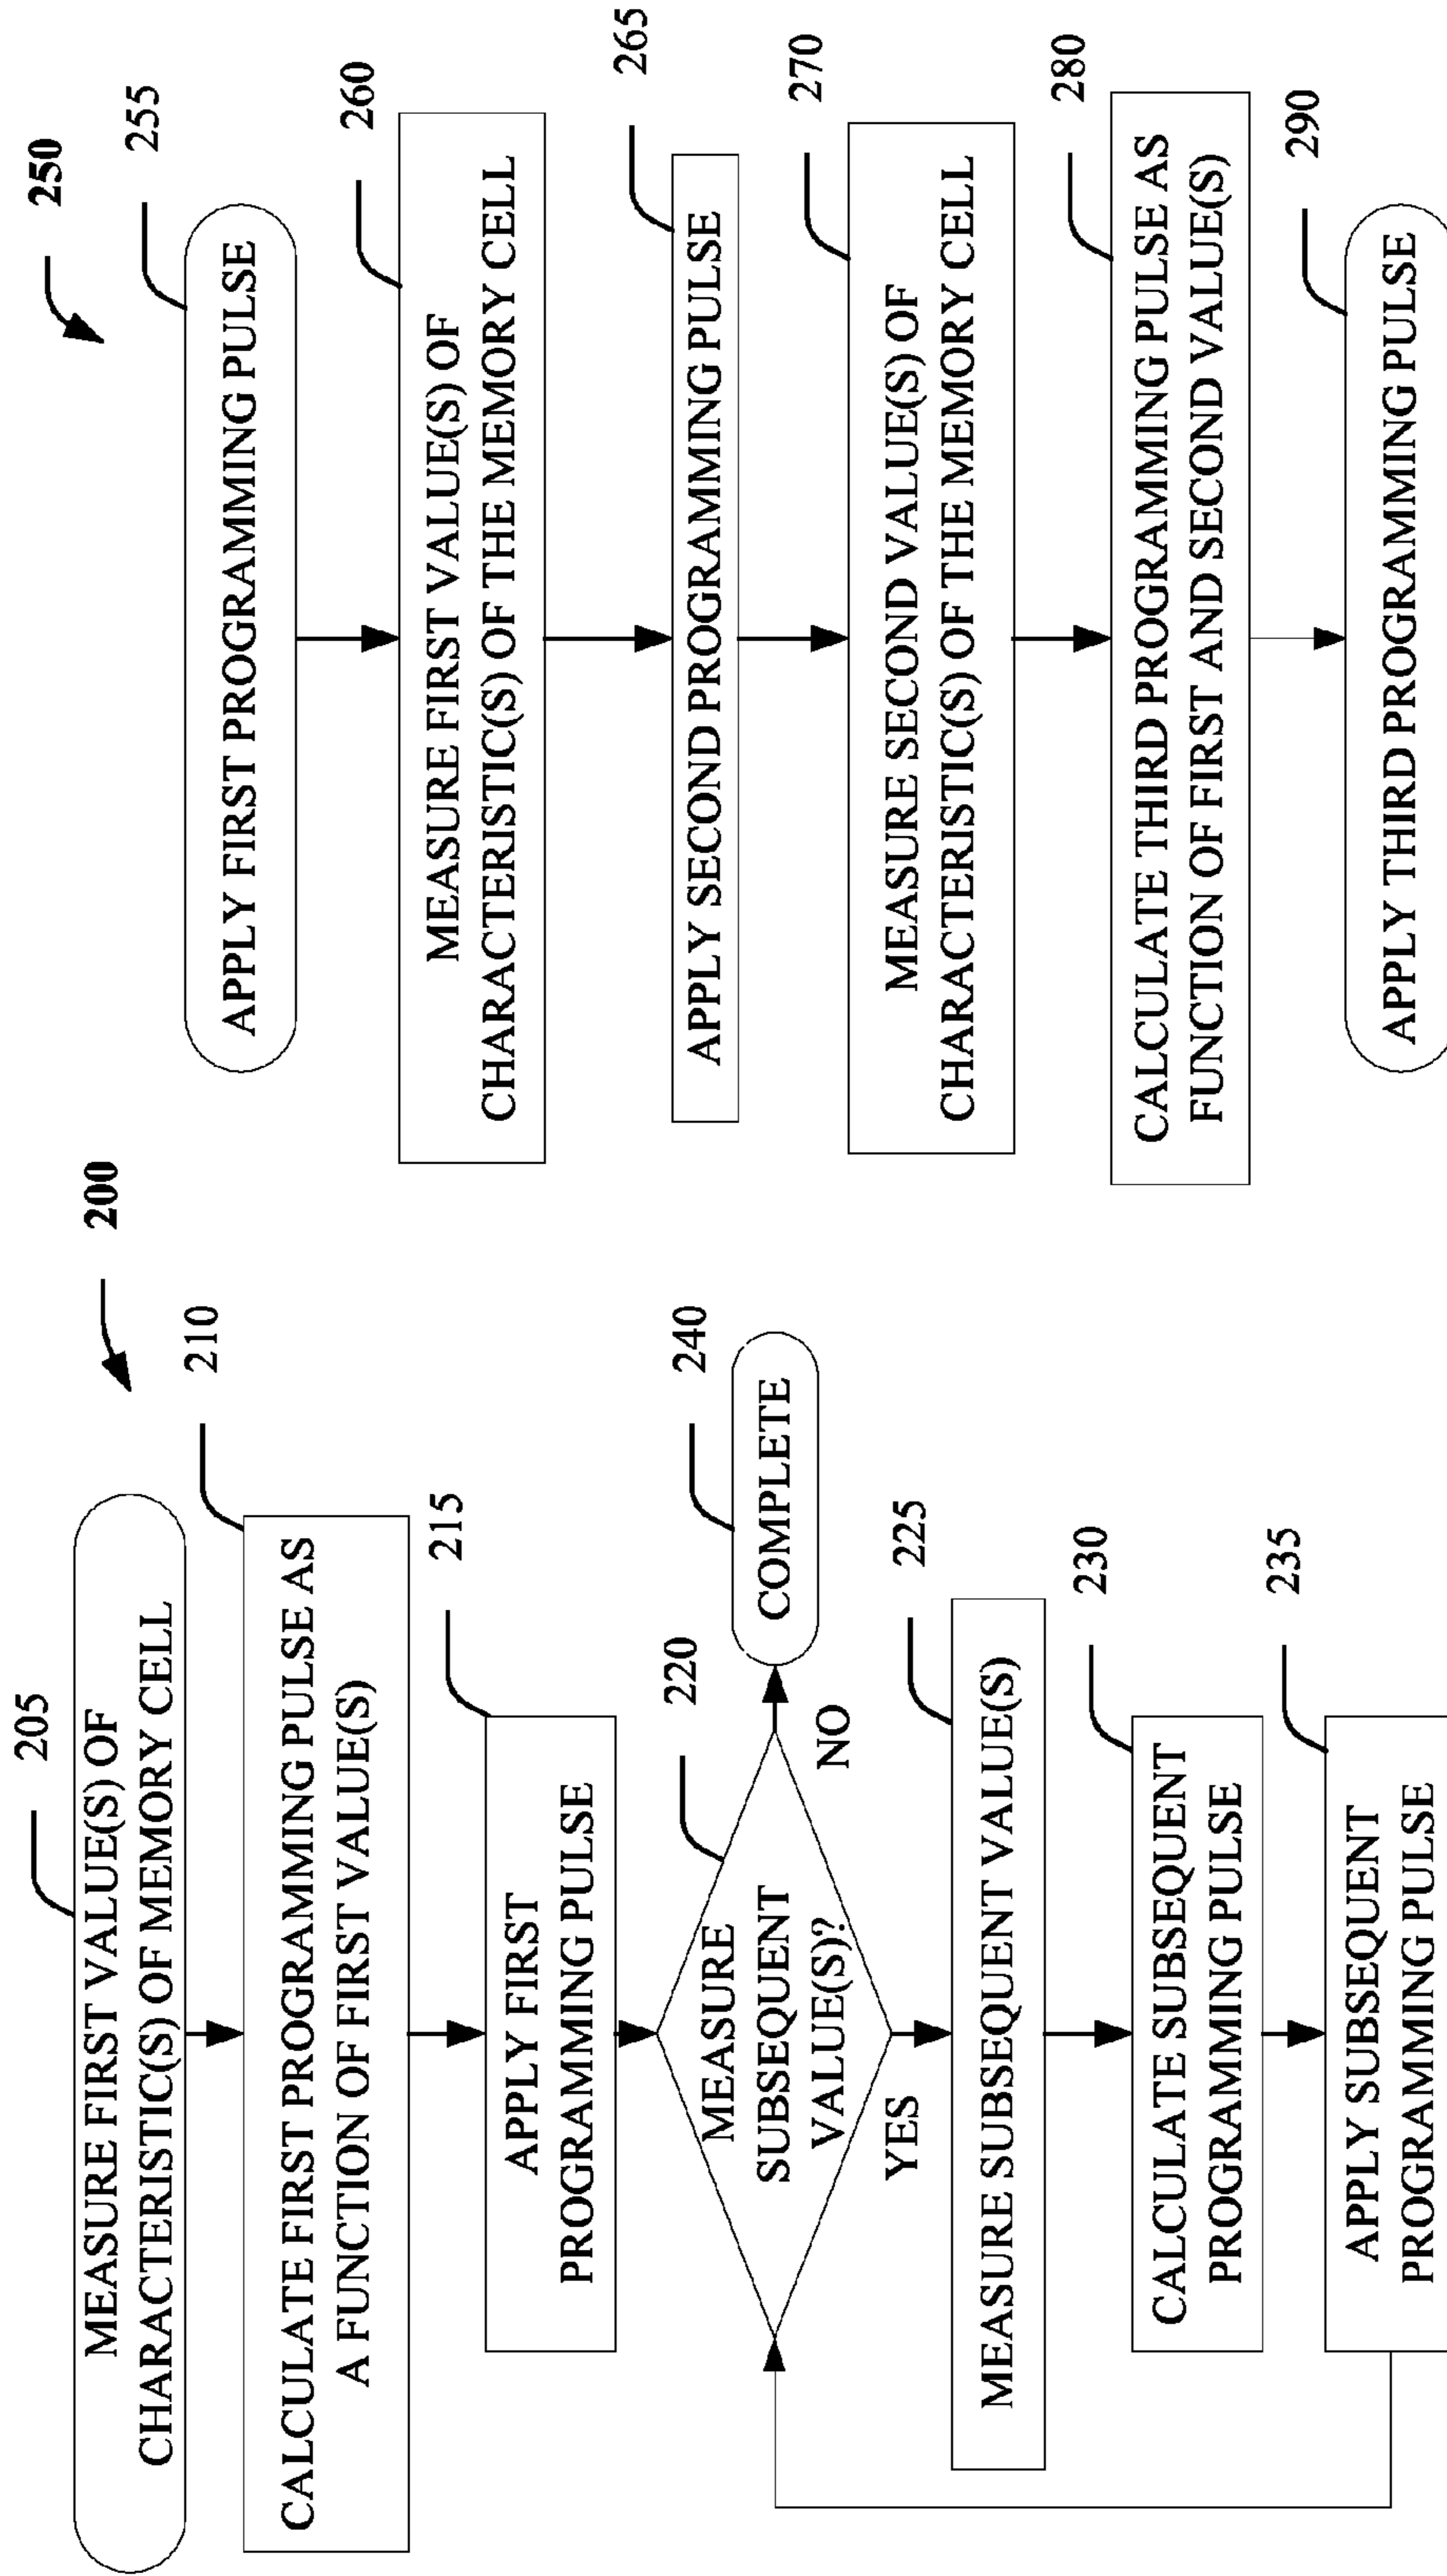 200
205
MEASURE FIRST VALUE(S) OF
CHARACTERISTIC(S) OF MEMORY CELL
210
CALCULATE FIRST PROGRAMMING PULSE AS
A FUNCTION OF FIRST VALUE(S)
215
APPLY FIRST
PROGRAMMING PULSE
220
MEASURE
SUBSEQUENT
VALUE(S)?
NO
240
COMPLETE
YES
225
MEASURE SUBSEQUENT VALUE(S)
230
CALCULATE SUBSEQUENT
PROGRAMMING PULSE
235
APPLY SUBSEQUENT
PROGRAMMING PULSE
250
255
APPLY FIRST PROGRAMMING PULSE
260
MEASURE FIRST VALUE(S) OF
CHARACTERISTIC(S) OF THE MEMORY CELL
265
APPLY SECOND PROGRAMMING PULSE
270
MEASURE SECOND VALUE(S) OF
CHARACTERISTIC(S) OF THE MEMORY CELL
280
CALCULATE THIRD PROGRAMMING PULSE AS
FUNCTION OF FIRST AND SECOND VALUE(S)
290
APPLY THIRD PROGRAMMING PULSE